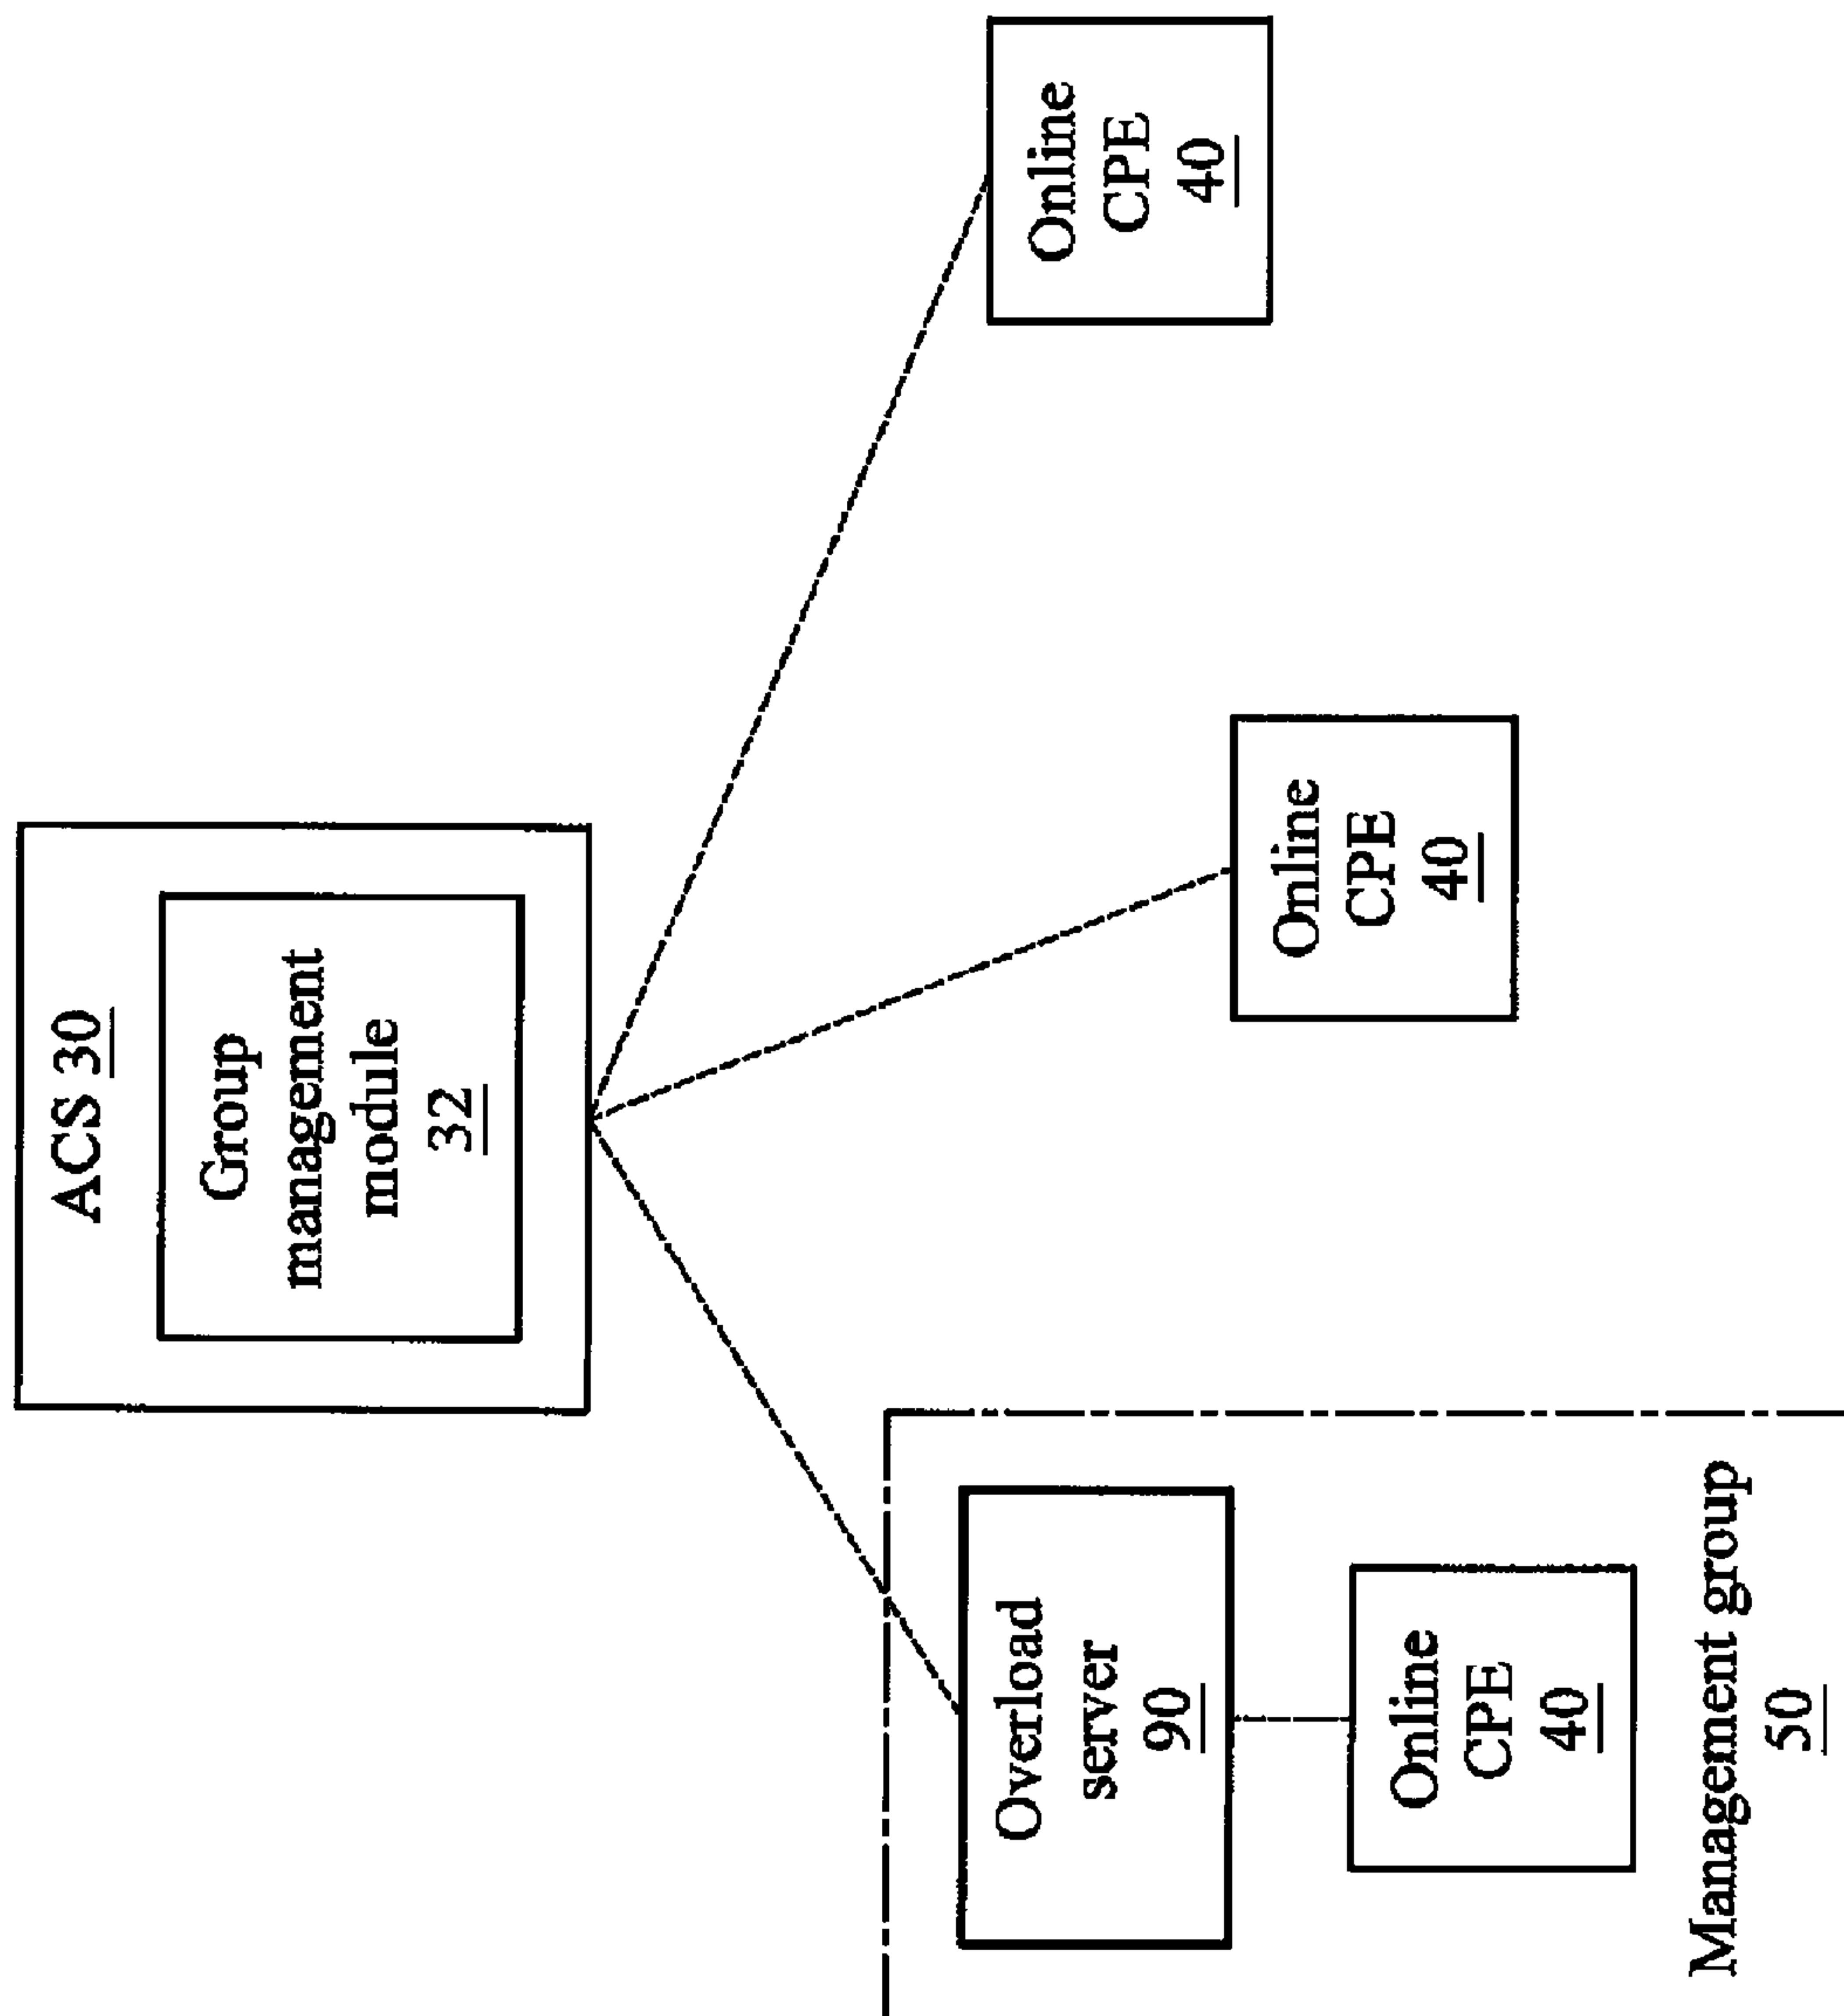 ACS 30
Group
management
module
32
Overload
server
90
Online
CPE
40
Management group
50
Online
CPE
40
Online
CPE
40